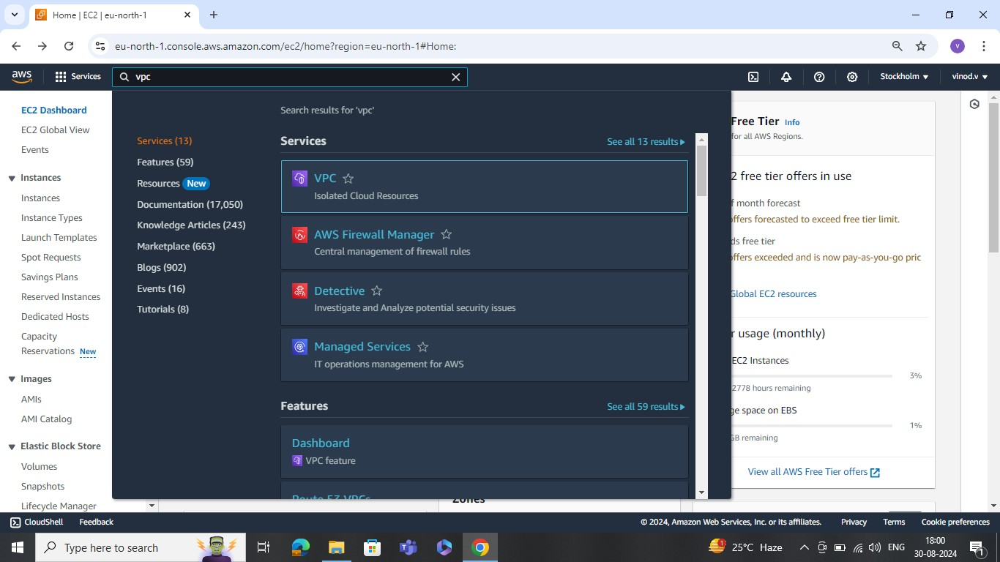 Home | EC2 | eu-north-1
eu-north-1.console.aws.amazon.com/ec2/home?region=eu-north-1#Home:
V
aws
Services
vpc
Stockholm
vinod.v
EC2 Dashboard
EC2 Global View
Events
Instances
Instances
Instance Types
Launch Templates
Spot Requests
Savings Plans
Reserved Instances
Dedicated Hosts
Capacity
Reservations New
Images
AMIs
AMI Catalog
Elastic Block Store
Volumes
Snapshots
Lifecycle Manager
Search results for 'vpc'
Services (13)
Features (59)
Resources New
Documentation (17,050)
Knowledge Articles (243)
Marketplace (663)
Blogs (902)
Events (16)
Tutorials (8)
Services
See all 13 results
VPC
Isolated Cloud Resources
AWS Firewall Manager
Central management of firewall rules
Detective
Investigate and Analyze potential security issues
Managed Services
IT operations management for AWS
Features
See all 59 results
Dashboard
VPC feature
Route 53 VPCs
Zones
Free Tier Info
for all AWS Regions.
2 free tier offers in use
f month forecast
offers forecasted to exceed free tier limit.
ds free tier
offers exceeded and is now pay-as-you-go pric
Global EC2 resources
r usage (monthly)
EC2 Instances
3%
2778 hours remaining
ge space on EBS
1%
GB remaining
View all AWS Free Tier offers
CloudShell
Feedback
© 2024, Amazon Web Services, Inc. or its affiliates.
Privacy
Terms
Cookie preferences
Type here to search
1
25°C Haze
ENG
18:00
30-08-2024
1